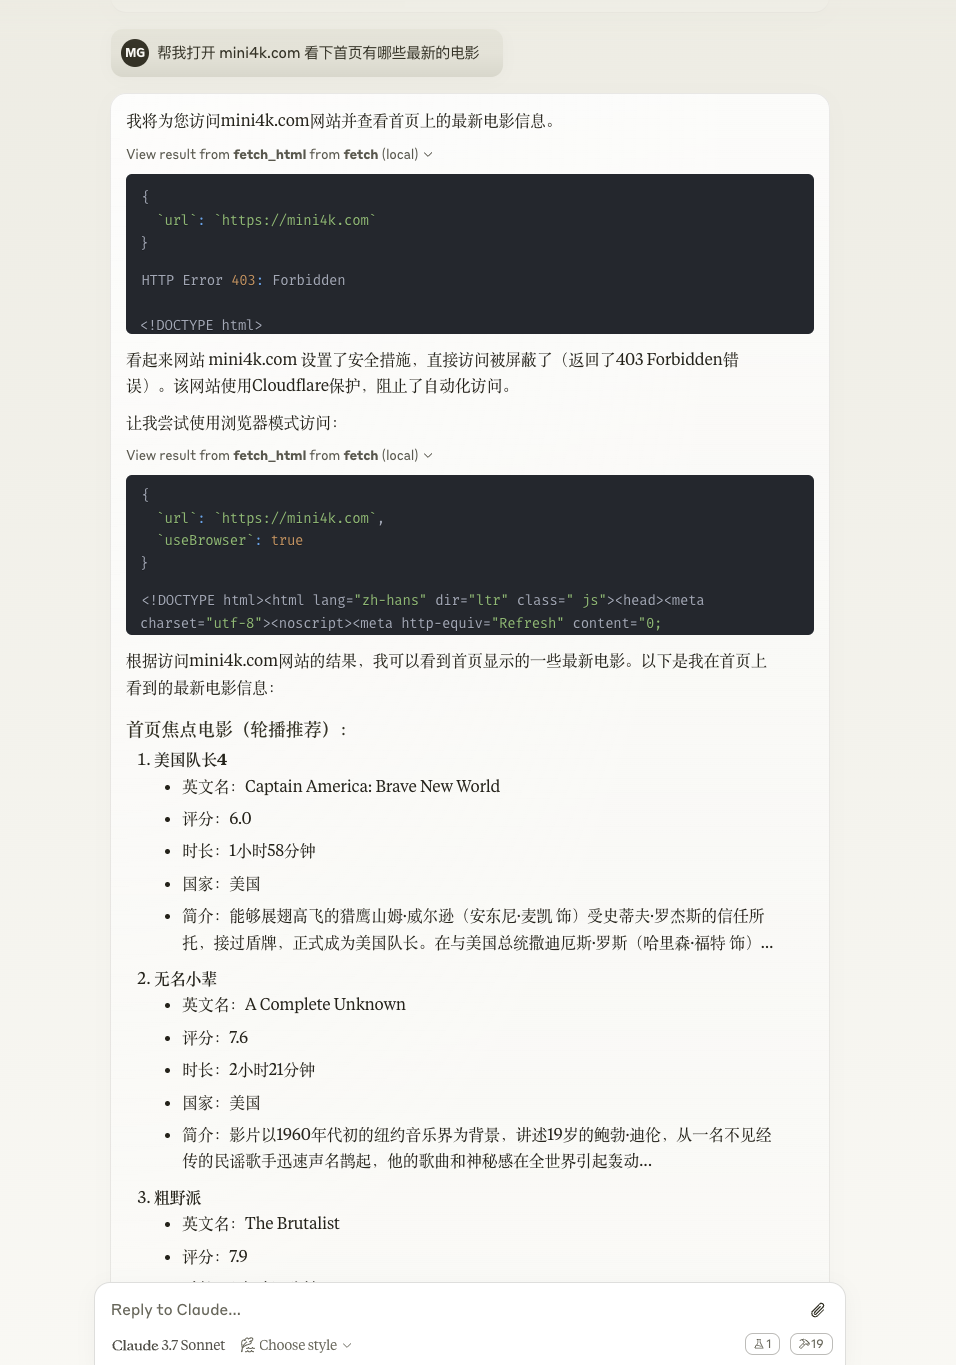 MG 帮我打开 mini4k.com 看下首页有哪些最新的电影
我将为您访问mini4k.com网站并查看首页上的最新电影信息。
View result from fetch_html from fetch (local)
{
`url`: `https://mini4k.com`
}
HTTP Error 403: Forbidden
<!DOCTYPE html>
看起来网站 mini4k.com 设置了安全措施，直接访问被屏蔽了（返回了403 Forbidden错
误）。该网站使用Cloudflare保护，阻止了自动化访问。
让我尝试使用浏览器模式访问：
View result from fetch_html from fetch (local)
{
`url`: `https://mini4k.com`,
`useBrowser`: true
}
<!DOCTYPE html><html lang="zh-hans" dir="ltr" class=" js"><head><meta
charset="utf-8"><noscript><meta http-equiv="Refresh" content="0;
根据访问mini4k.com网站的结果，我可以看到首页显示的一些最新电影。以下是我在首页上
看到的最新电影信息：
首页焦点电影（轮播推荐）：
1. 美国队长4
• 英文名：Captain America: Brave New World
• 评分：6.0
• 时长：1小时58分钟
• 国家：美国
• 简介：能够展翅高飞的猎鹰山姆·威尔逊（安东尼·麦凯 饰）受史蒂夫·罗杰斯的信任所
托，接过盾牌，正式成为美国队长。在与美国总统撒迪厄斯·罗斯（哈里森·福特 饰）...
2. 无名小辈
• 英文名：A Complete Unknown
• 评分：7.6
• 时长：2小时21分钟
• 国家：美国
• 简介：影片以1960年代初的纽约音乐界为背景，讲述19岁的鲍勃·迪伦，从一名不见经
传的民谣歌手迅速声名鹊起，他的歌曲和神秘感在全世界引起轰动...
3. 粗野派
• 英文名：The Brutalist
• 评分：7.9
Reply to Claude...
Claude 3.7 Sonnet Choose style 1 19